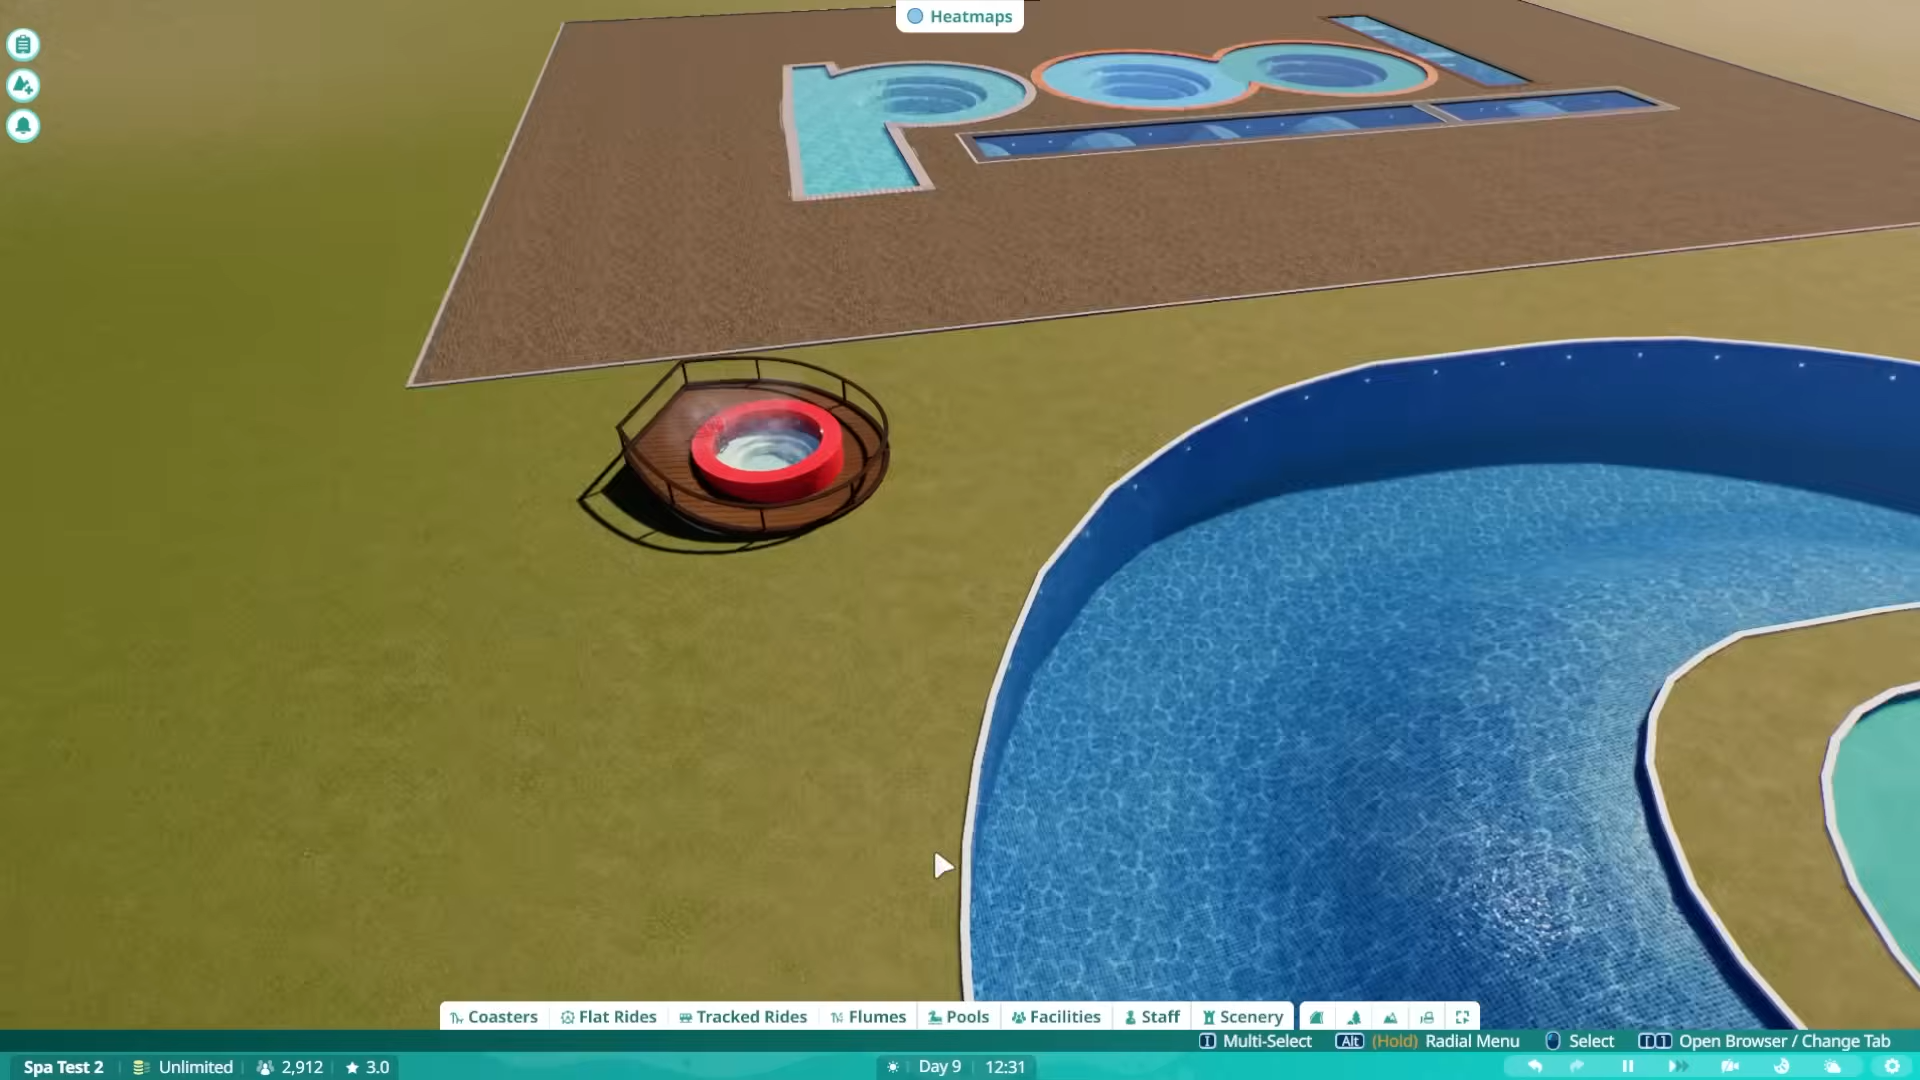 Heatmaps
pool
Coasters Flat Rides Tracked Rides Flumes Pools Facilities Staff Scenery
I Multi-Select Alt (Hold) Radial Menu Select [ ] Open Browser / Change Tab
Spa Test 2 Unlimited 2,912 3.0 Day 9 12:31